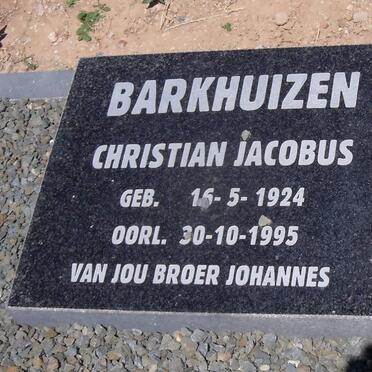 BARKHUIZEN
CHRISTIAN JACOBUS
GEB. 16-5-1924
OORL. 30-10-1995
VAN JOU BROER JOHANNES